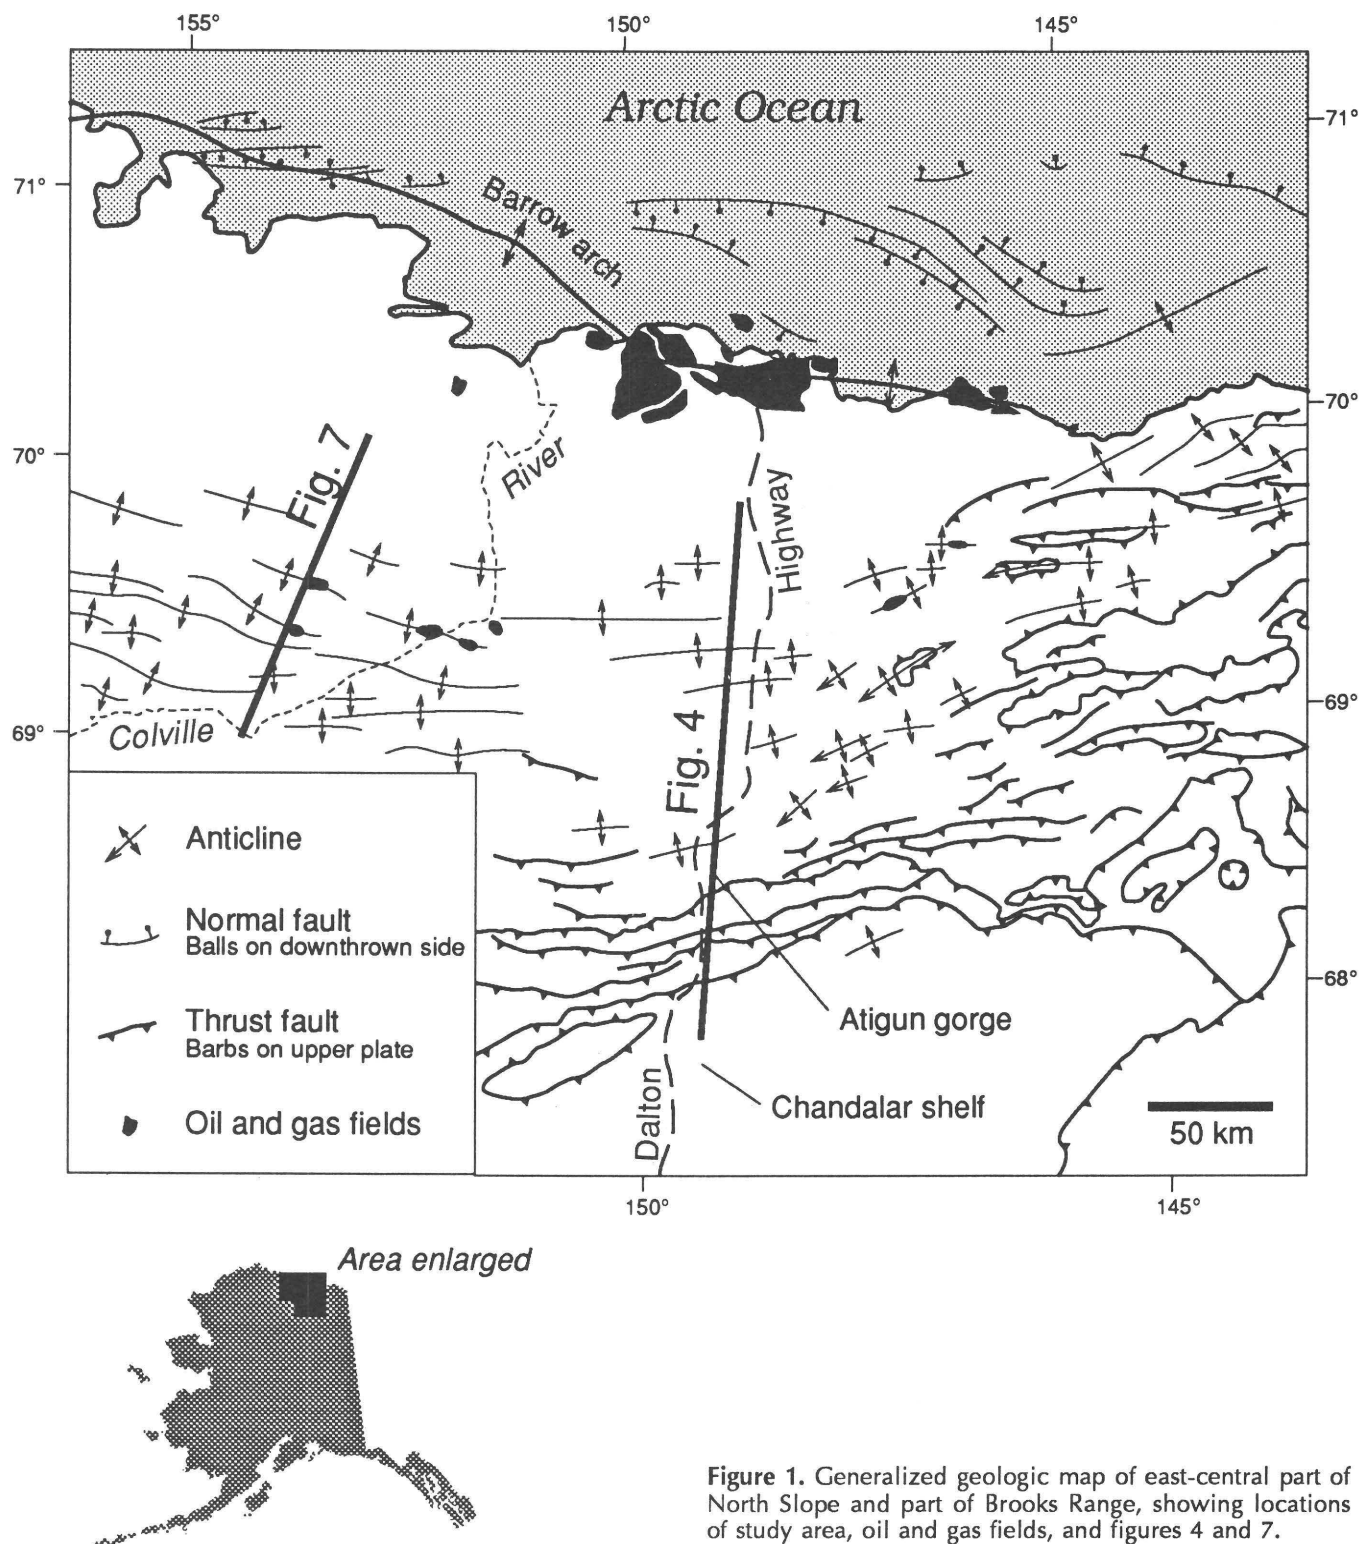 155°
150°
145°
Arctic Ocean
71°
71°
Barrow arch
70°
70°
Fig. 7
River
Highway
69°
69°
Colville
Fig. 4
Anticline
Normal fault
Balls on downthrown side
Thrust fault
Barbs on upper plate
Oil and gas fields
68°
Atigun gorge
Chandalar shelf
Dalton
50 km
150°
145°
Area enlarged
Figure 1. Generalized geologic map of east-central part of
North Slope and part of Brooks Range, showing locations
of study area, oil and gas fields, and figures 4 and 7.